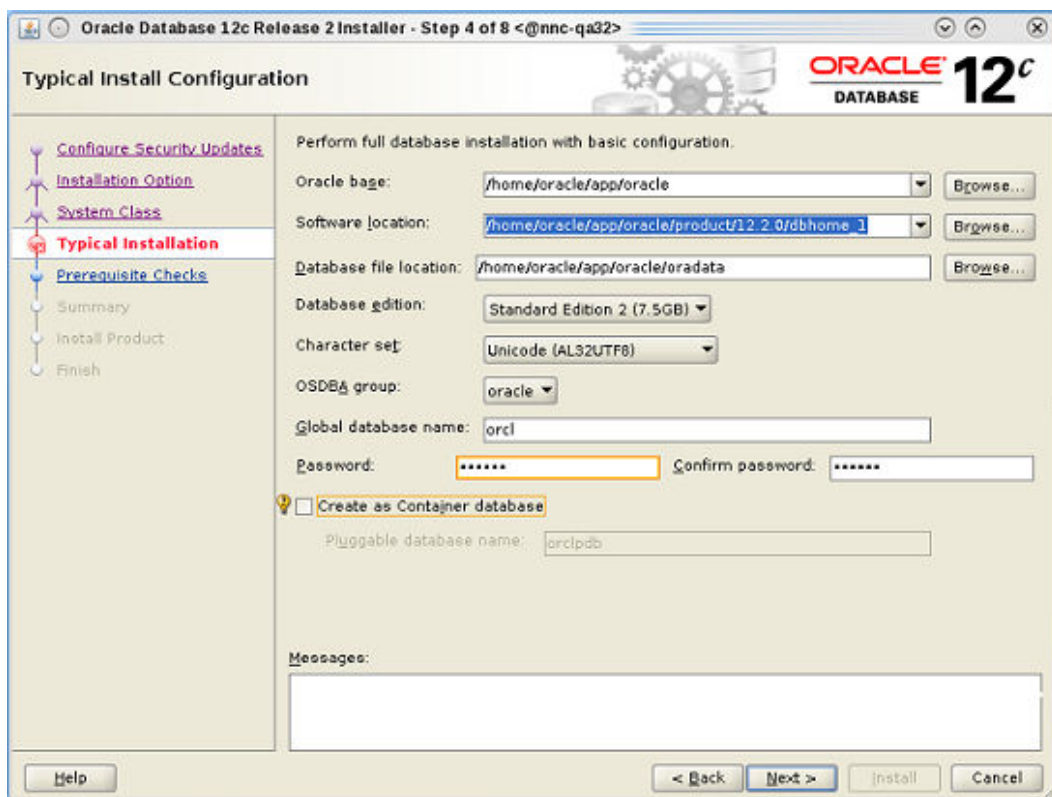 Oracle Database 12c Release 2 Installer - Step 4 of 8 <@nnc-qa32>
Typical Install Configuration
ORACLE
DATABASE
12c
Configure Security Updates
Installation Option
System Class
Typical Installation
Prerequisite Checks
Summary
Install Product
Finish
Perform full database installation with basic configuration.
Oracle base: /home/oracle/app/oracle Browse...
Software location: /home/oracle/app/oracle/product/12.2.0/dbhome_1 Browse...
Database file location: /home/oracle/app/oracle/oradata Browse...
Database edition: Standard Edition 2 (7.5GB)
Character set: Unicode (AL32UTF8)
OSDBA group: oracle
Global database name: orcl
Password: •••••• Confirm password: ••••••
Create as Container database
Pluggable database name: orclpdb
Messages:
Help < Back Next > Install Cancel